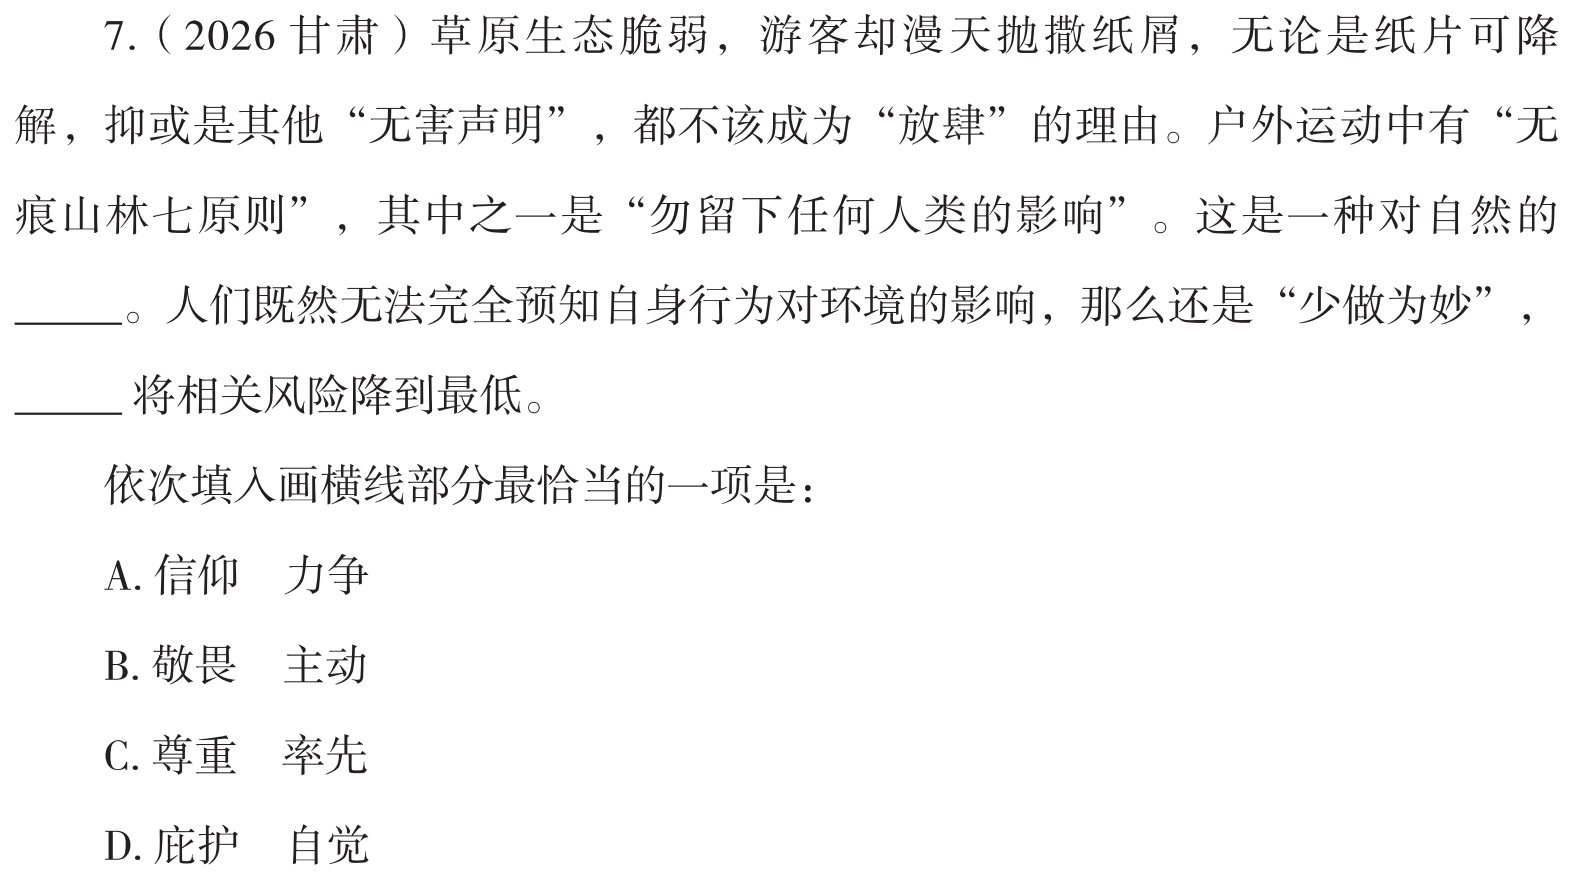 7.（2026 甘肃）草原生态脆弱，游客却漫天抛撒纸屑，无论是纸片可降
解，抑或是其他“无害声明”，都不该成为“放肆”的理由。户外运动中有“无
痕山林七原则”，其中之一是“勿留下任何人类的影响”。这是一种对自然的
_____。人们既然无法完全预知自身行为对环境的影响，那么还是“少做为妙”，
_____ 将相关风险降到最低。
依次填入画横线部分最恰当的一项是：
A. 信仰　力争
B. 敬畏　主动
C. 尊重　率先
D. 庇护　自觉